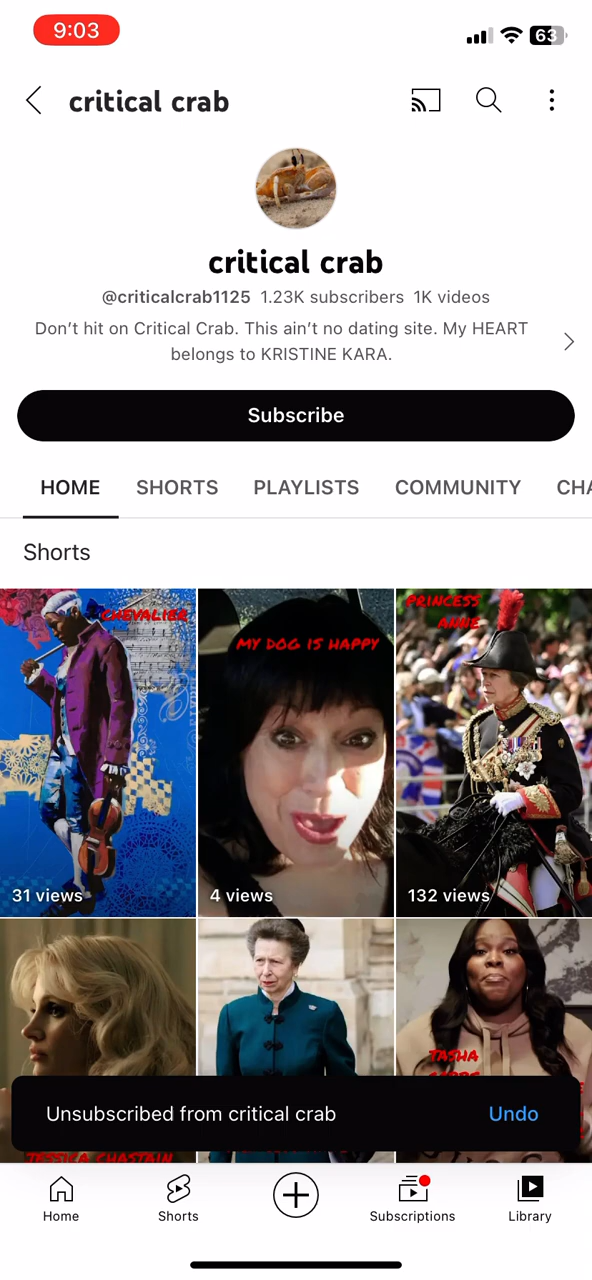 9:03
63
critical crab
critical crab
@criticalcrab1125 1.23K subscribers 1K videos
Don't hit on Critical Crab. This ain't no dating site. My HEART
belongs to KRISTINE KARA.
Subscribe
HOME SHORTS PLAYLISTS COMMUNITY CHA
Shorts
CHEVALIER
MY DOG IS HAPPY
PRINCESS
ANNE
31 views
4 views
132 views
TASHA
Unsubscribed from critical crab Undo
JESSICA CHASTAIN
Home Shorts Subscriptions Library